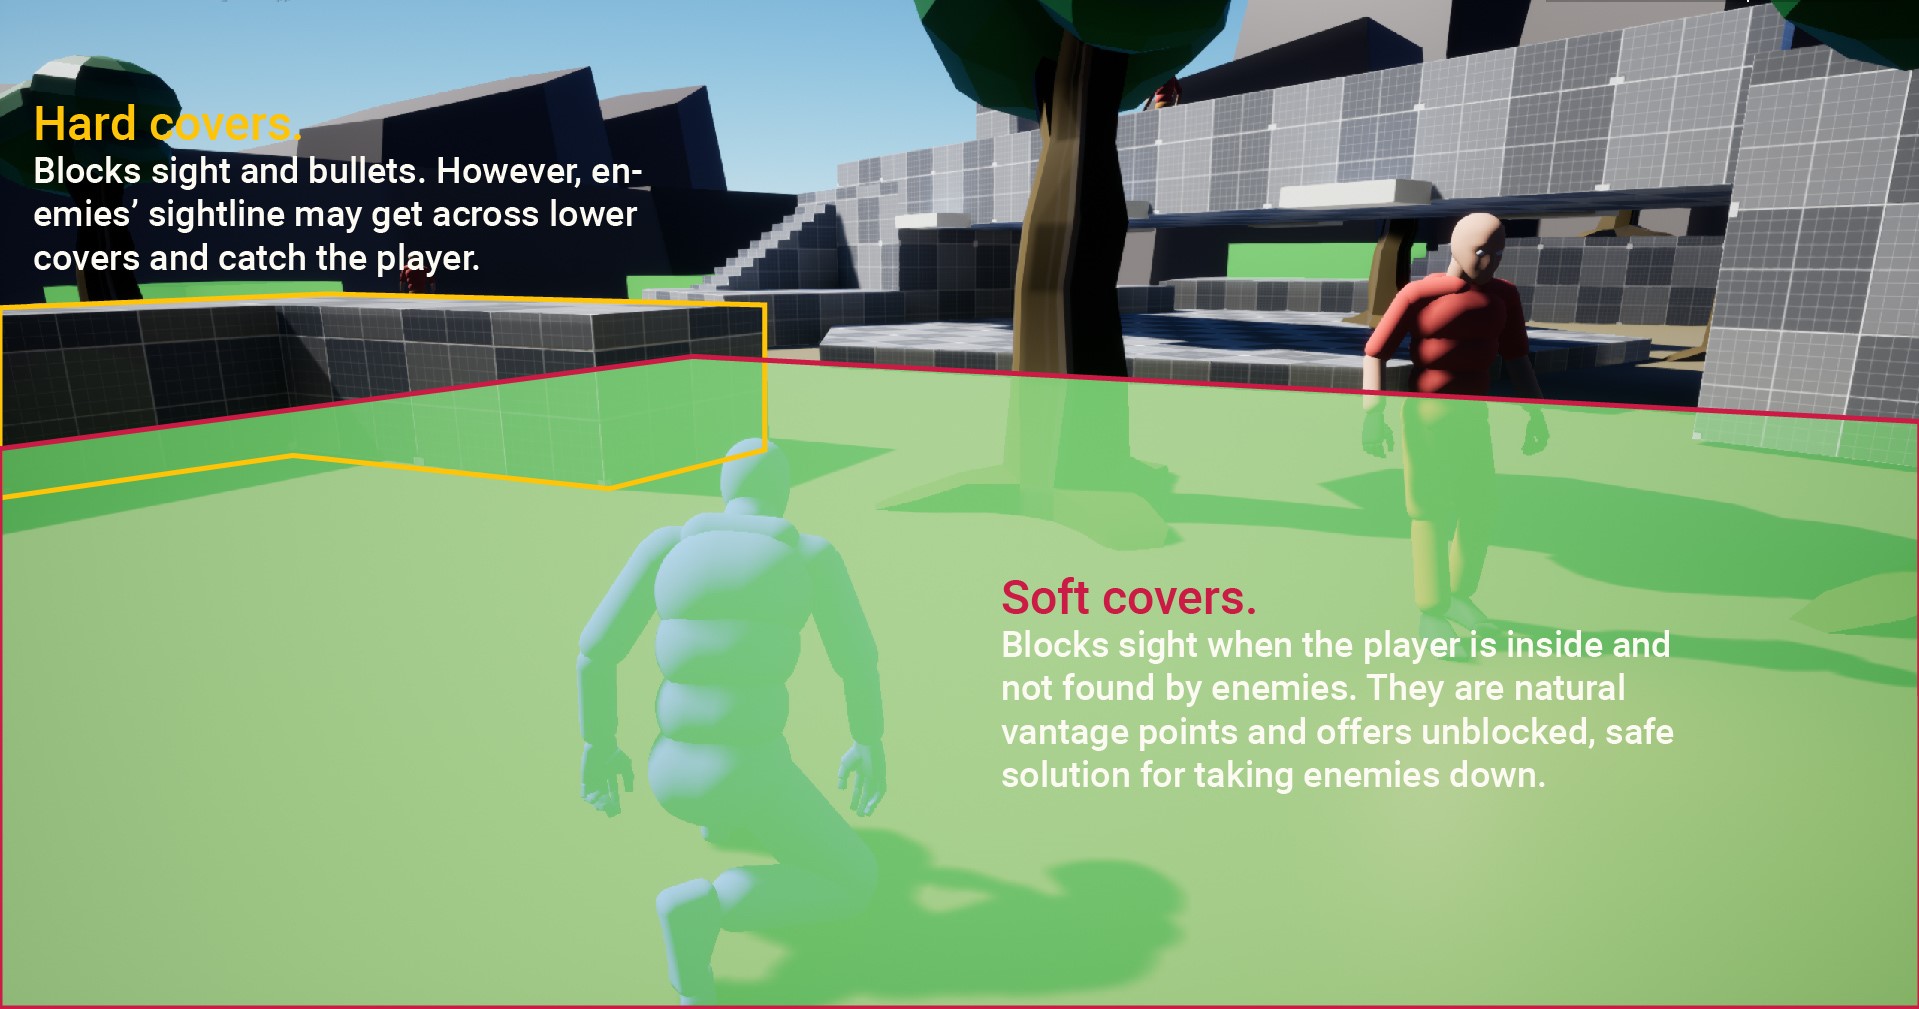 Hard covers.
Blocks sight and bullets. However, en-
emies’ sightline may get across lower
covers and catch the player.
Soft covers.
Blocks sight when the player is inside and
not found by enemies. They are natural
vantage points and offers unblocked, safe
solution for taking enemies down.